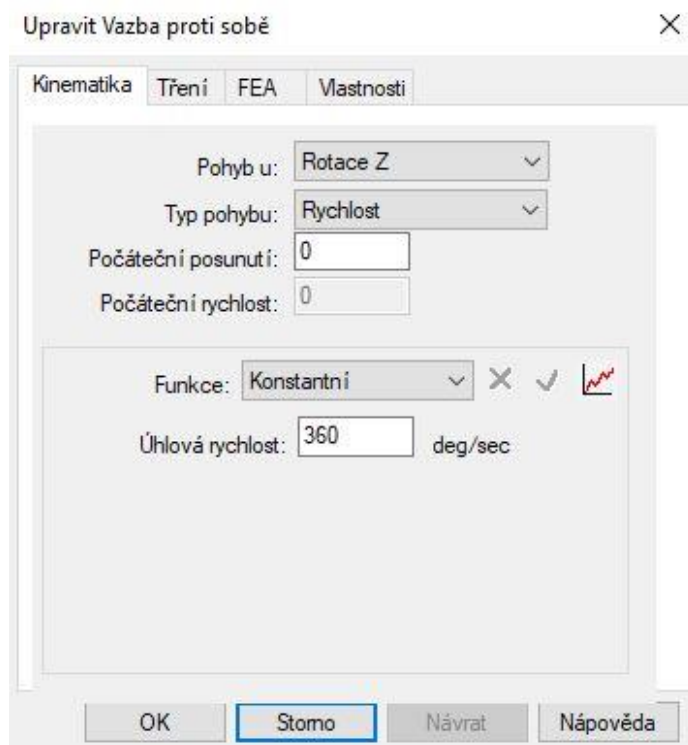 Upravit Vazba proti sobě
Kinematika Tření FEA Vlastnosti
Pohyb u: Rotace Z
Typ pohybu: Rychlost
Počáteční posunutí: 0
Počáteční rychlost: 0
Funkce: Konstantní
Úhlová rychlost: 360 deg/sec
OK Storno Návrat Nápověda